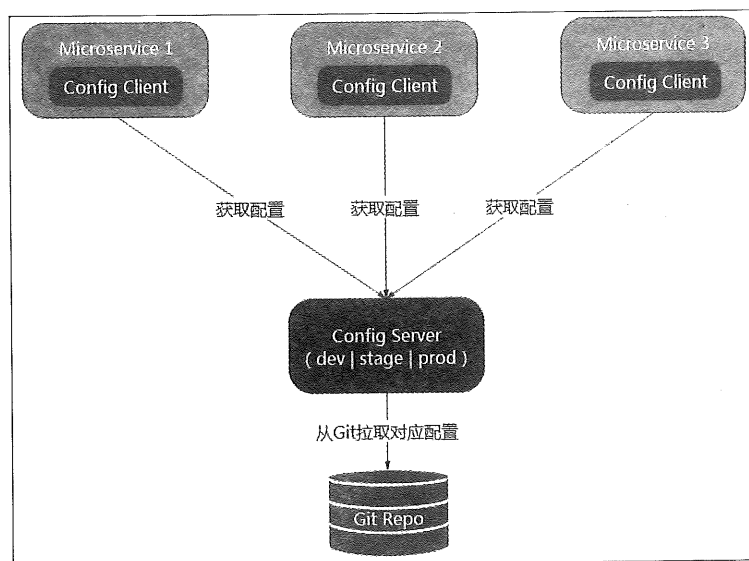 Microservice 1
Config Client
Microservice 2
Config Client
Microservice 3
Config Client
获取配置
获取配置
获取配置
Config Server
( dev | stage | prod )
从Git拉取对应配置
Git Repo